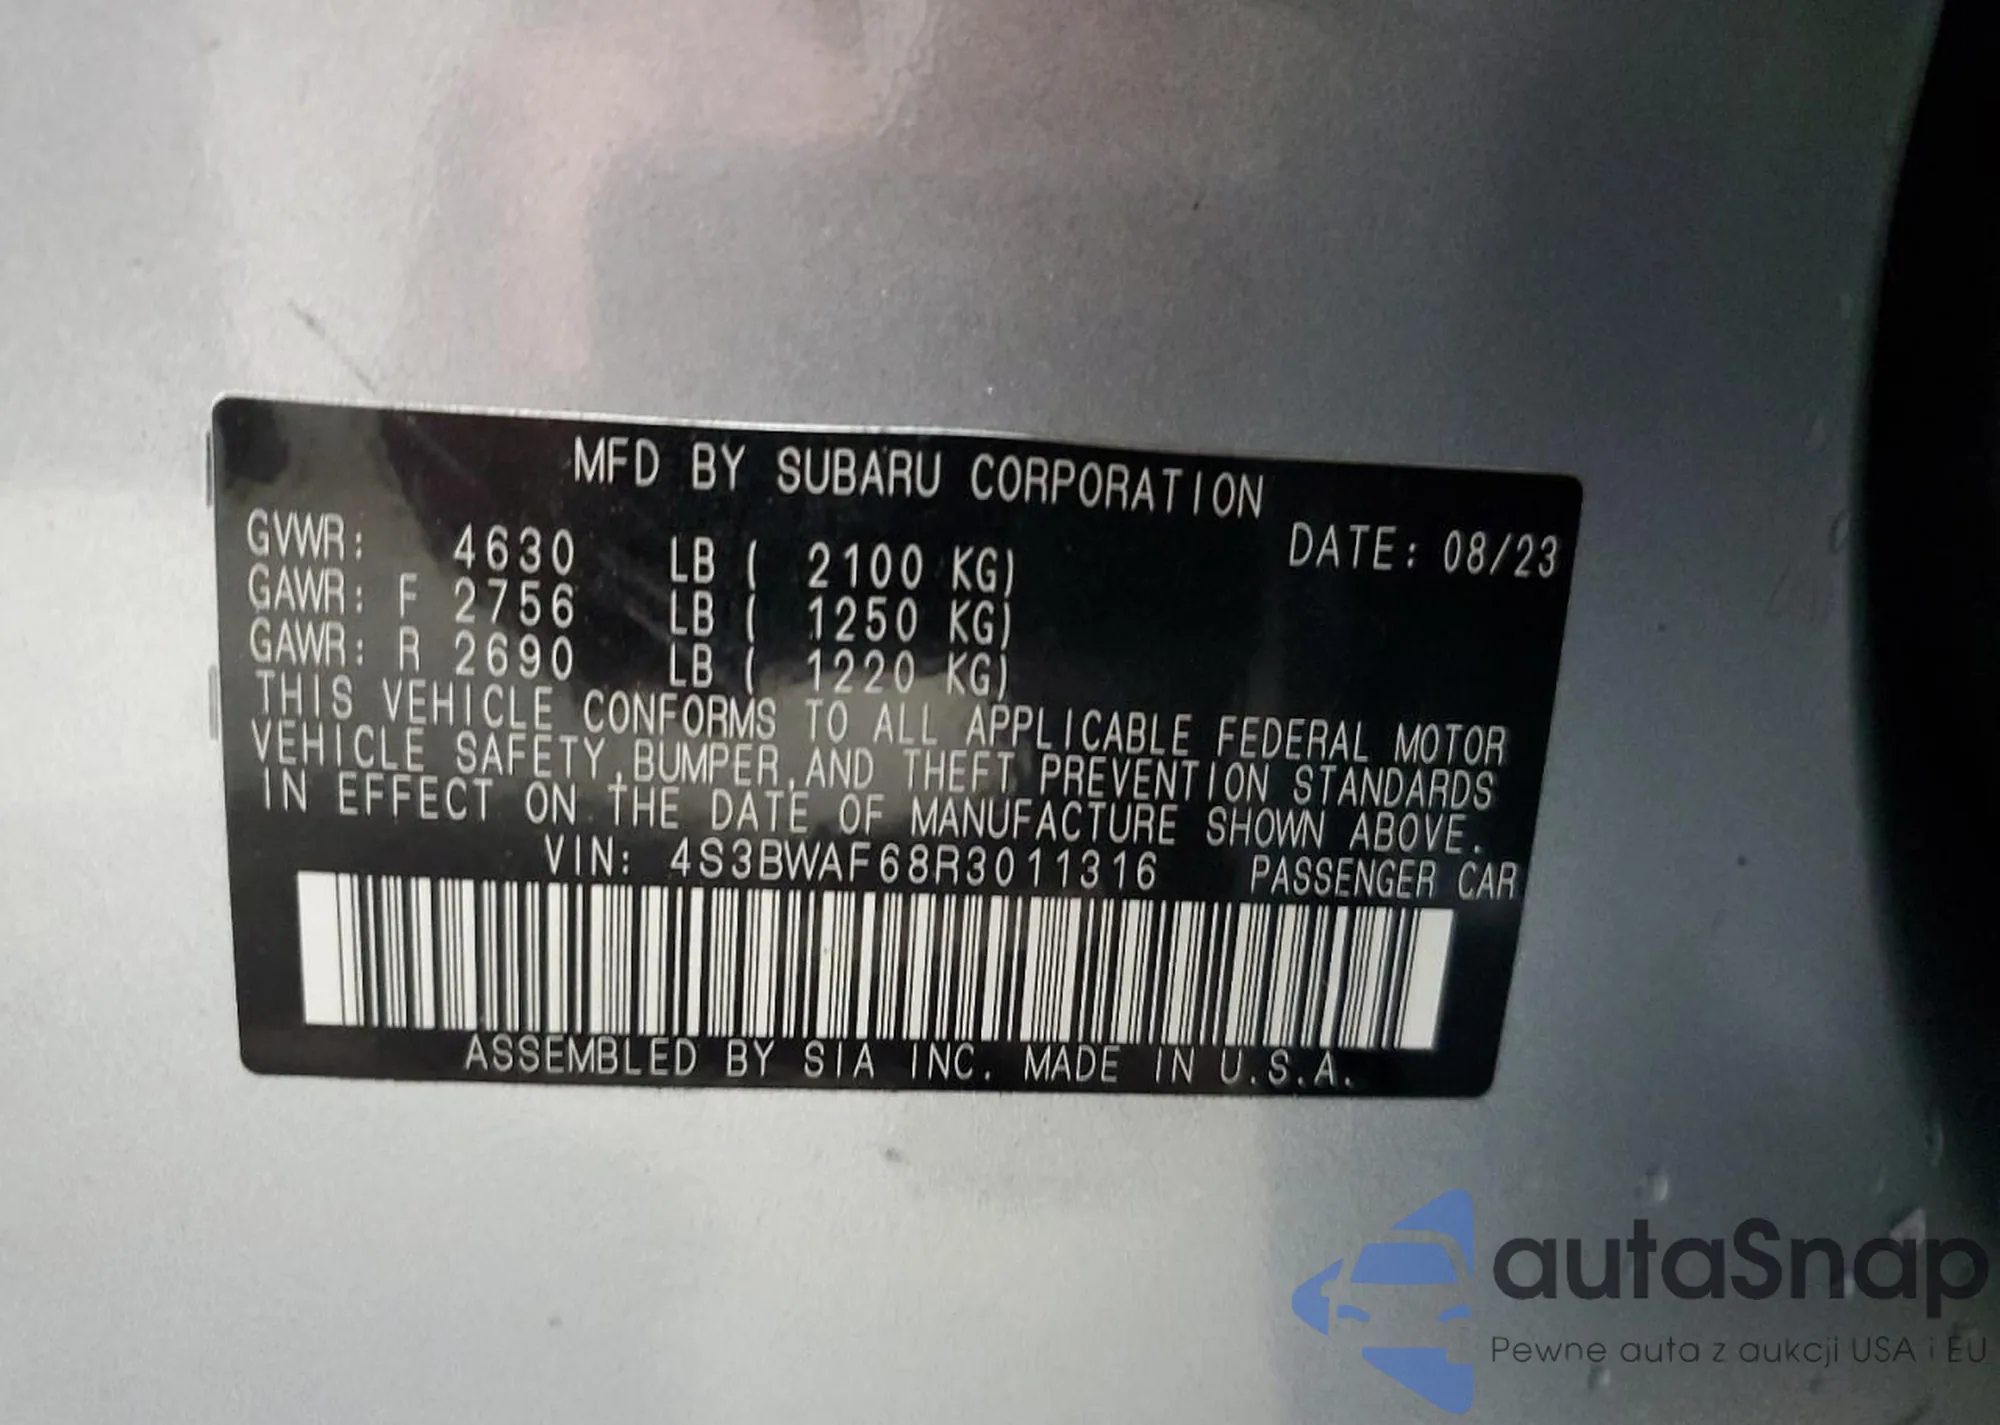 MFD BY SUBARU CORPORATION
GVWR: 4630 LB ( 2100 KG) DATE: 08/23
GAWR: F 2756 LB ( 1250 KG)
GAWR: R 2690 LB ( 1220 KG)
THIS VEHICLE CONFORMS TO ALL APPLICABLE FEDERAL MOTOR
VEHICLE SAFETY,BUMPER,AND THEFT PREVENTION STANDARDS
IN EFFECT ON THE DATE OF MANUFACTURE SHOWN ABOVE.
VIN: 4S3BWAF68R3011316 PASSENGER CAR
ASSEMBLED BY SIA INC. MADE IN U.S.A.
autaSnap
Pewne auta z aukcji USA i EU